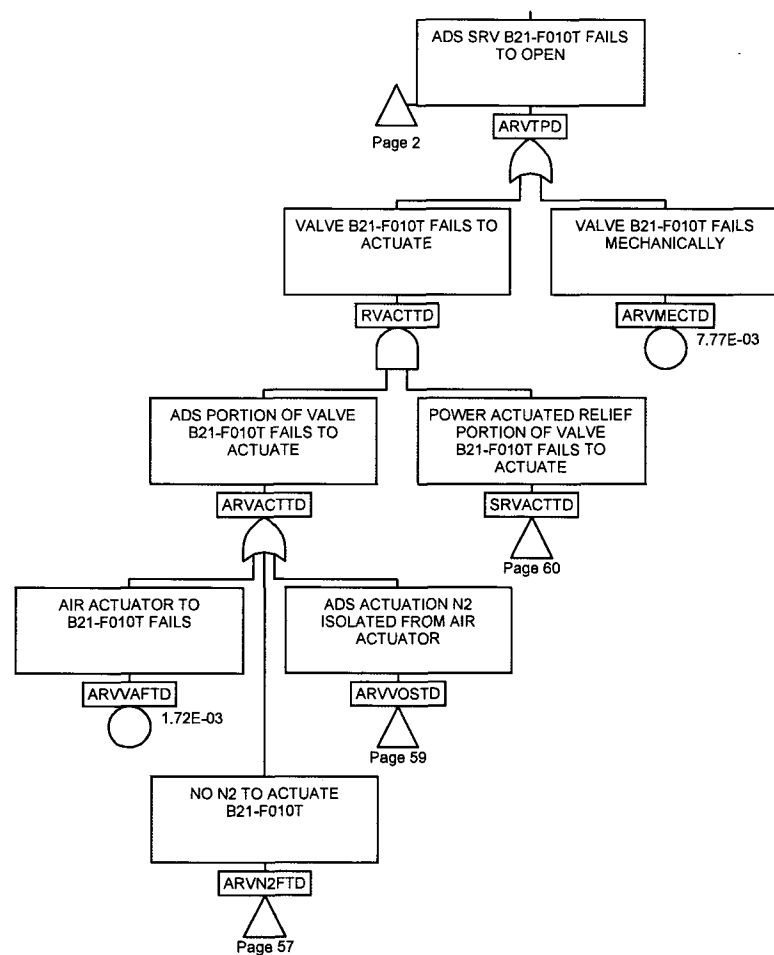 ADS SRV B21-F010T FAILS
TO OPEN
Page 2
ARVTPD
VALVE B21-F010T FAILS TO
ACTUATE
VALVE B21-F010T FAILS
MECHANICALLY
RVACTTD
ARVMECTD
7.77E-03
ADS PORTION OF VALVE
B21-F010T FAILS TO
ACTUATE
POWER ACTUATED RELIEF
PORTION OF VALVE
B21-F010T FAILS TO
ACTUATE
ARVACTTD
SRVACTTD
Page 60
AIR ACTUATOR TO
B21-F010T FAILS
ADS ACTUATION N2
ISOLATED FROM AIR
ACTUATOR
ARVVAFTD
1.72E-03
ARVVOSTD
Page 59
NO N2 TO ACTUATE
B21-F010T
ARVN2FTD
Page 57